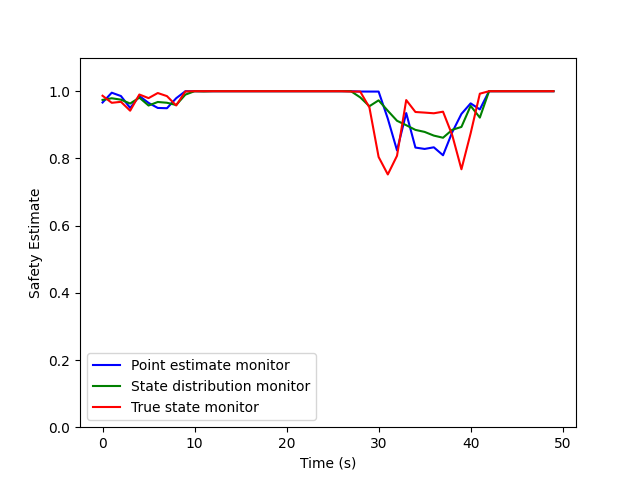 1.0
0.8
0.6
0.4
0.2
0.0
Safety Estimate
Point estimate monitor
State distribution monitor
True state monitor
0 10 20 30 40 50
Time (s)